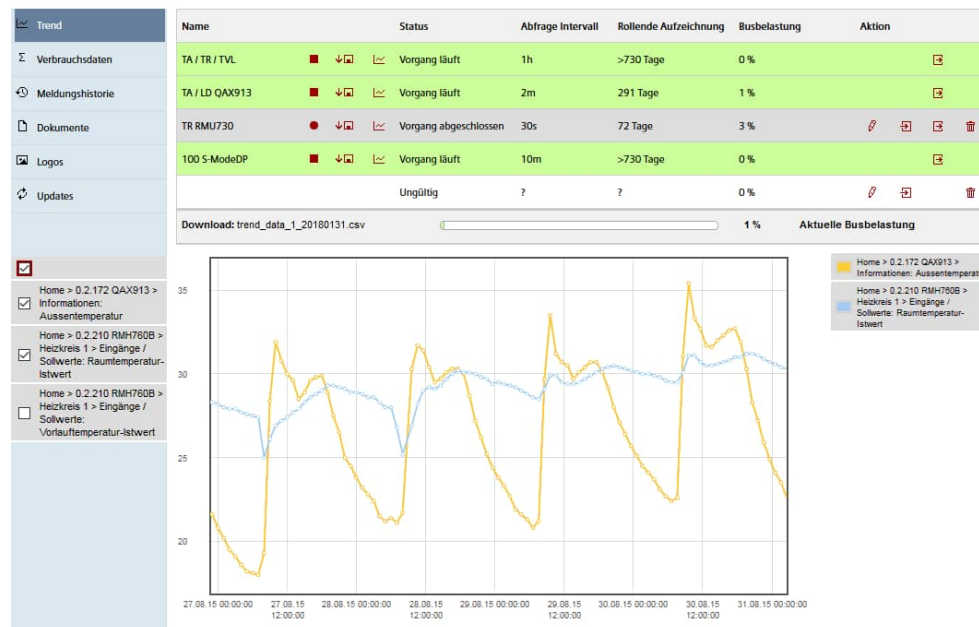 Trend
Verbrauchsdaten
Meldungshistorie
Dokumente
Logos
Updates
Name Status Abfrage Intervall Rollende Aufzeichnung Busbelastung Aktion
TA / TR / TVL Vorgang läuft 1h >730 Tage 0 %
TA / LD QAX913 Vorgang läuft 2m 291 Tage 1 %
TR RMU730 Vorgang abgeschlossen 30s 72 Tage 3 %
100 S-ModeDP Vorgang läuft 10m >730 Tage 0 %
Ungültig ? ? 0 %
Download: trend_data_1_20180131.csv 1 % Aktuelle Busbelastung
Home > 0.2.172 QAX913 >
Informationen:
Aussentemperatur
Home > 0.2.210 RMH760B >
Heizkreis 1 > Eingänge /
Sollwerte: Raumtemperatur-
Istwert
Home > 0.2.210 RMH760B >
Heizkreis 1 > Eingänge /
Sollwerte:
Vorlauftemperatur-Istwert
35
30
25
20
27.08.15 00:00:00
27.08.15
12:00:00
28.08.15 00:00:00
28.08.15
12:00:00
29.08.15 00:00:00
29.08.15
12:00:00
30.08.15 00:00:00
30.08.15
12:00:00
31.08.15 00:00:00
Home > 0.2.172 QAX913 >
Informationen: Aussentemperat
Home > 0.2.210 RMH760B >
Heizkreis 1 > Eingänge /
Sollwerte: Raumtemperatur-
Istwert